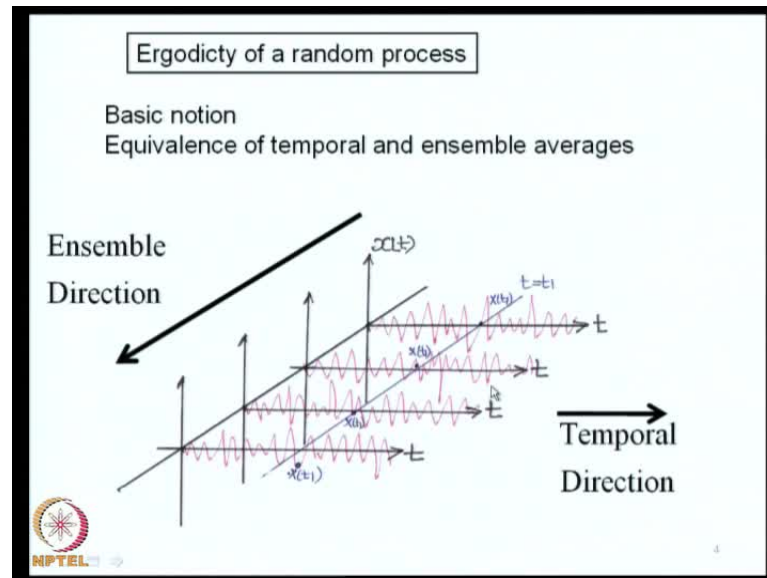 Ergodicty of a random process
Basic notion
Equivalence of temporal and ensemble averages
Ensemble
Direction
x(t)
t=t1
x(t1)
t
x(t1)
t
x(t1)
t
t
x(t1)
Temporal
Direction
NPTEL
4